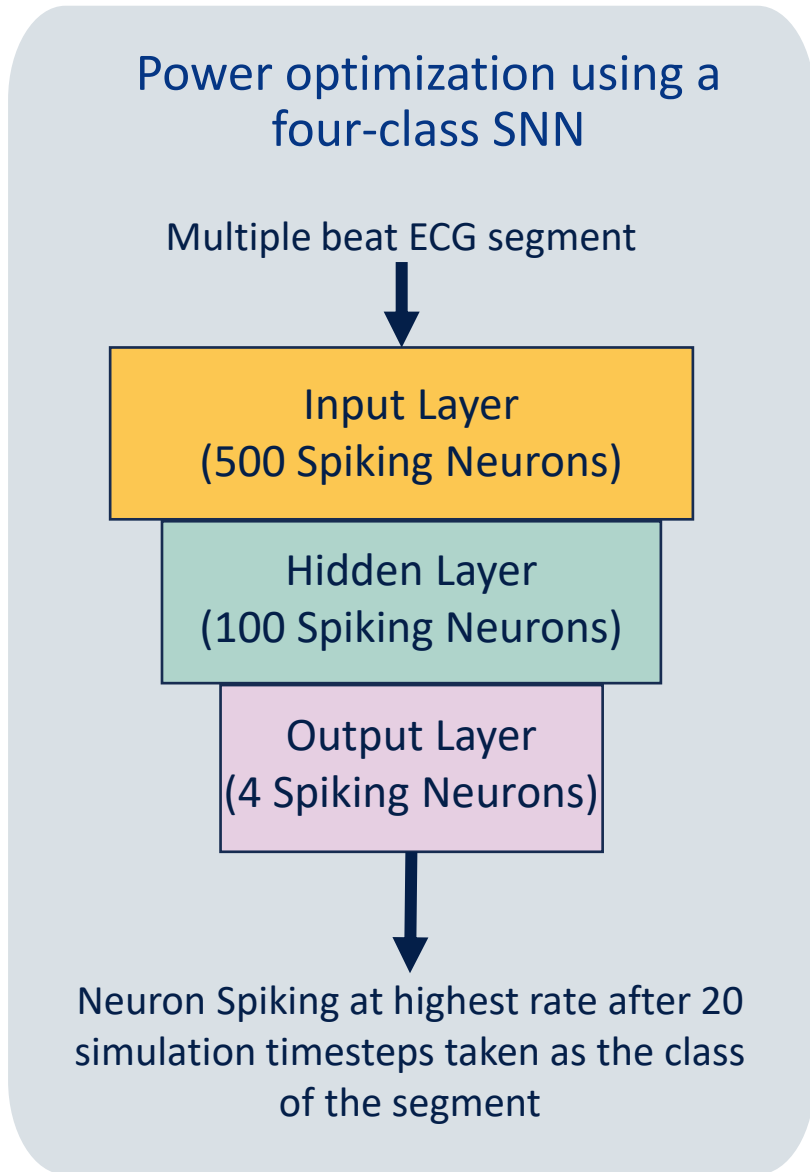 Power optimization using a
four-class SNN
Multiple beat ECG segment
Input Layer
(500 Spiking Neurons)
Hidden Layer
(100 Spiking Neurons)
Output Layer
(4 Spiking Neurons)
Neuron Spiking at highest rate after 20
simulation timesteps taken as the class
of the segment